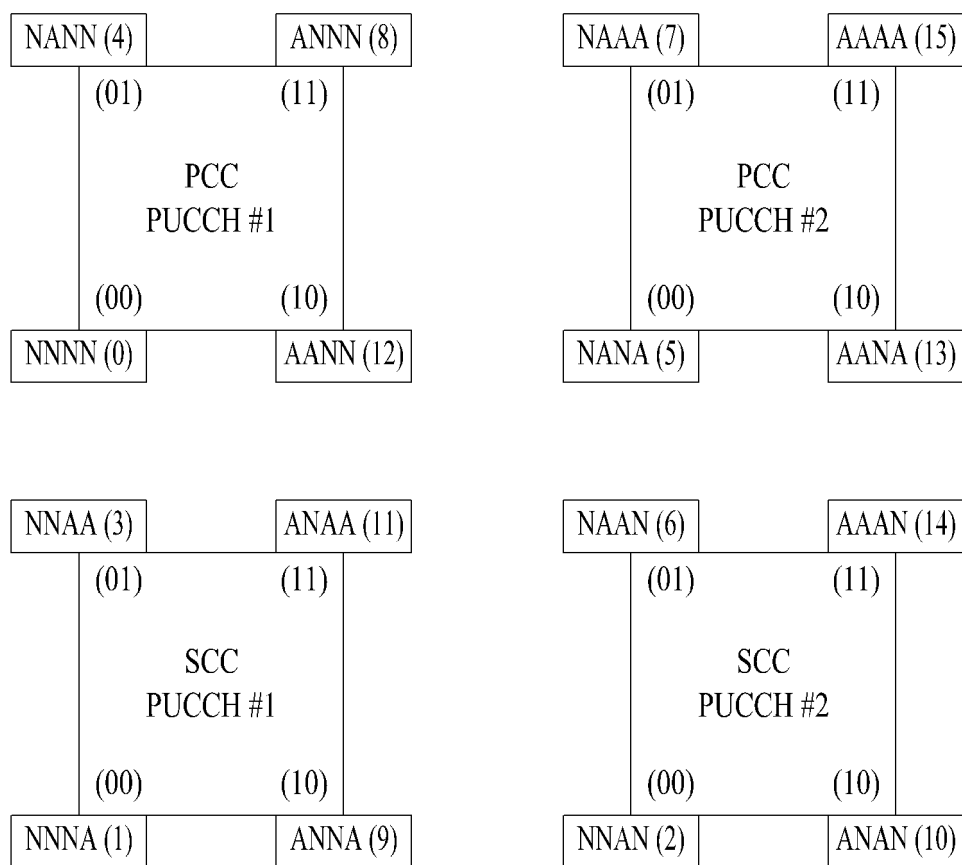 NANN (4) ANNN (8) NAAA (7) AAAA (15)
(01) (11) (01) (11)
PCC PCC
PUCCH #1 PUCCH #2
(00) (10) (00) (10)
NNNN (0) AANN (12) NANA (5) AANA (13)
NNAA (3) ANAA (11) NAAN (6) AAAN (14)
(01) (11) (01) (11)
SCC SCC
PUCCH #1 PUCCH #2
(00) (10) (00) (10)
NNNA (1) ANNA (9) NNAN (2) ANAN (10)